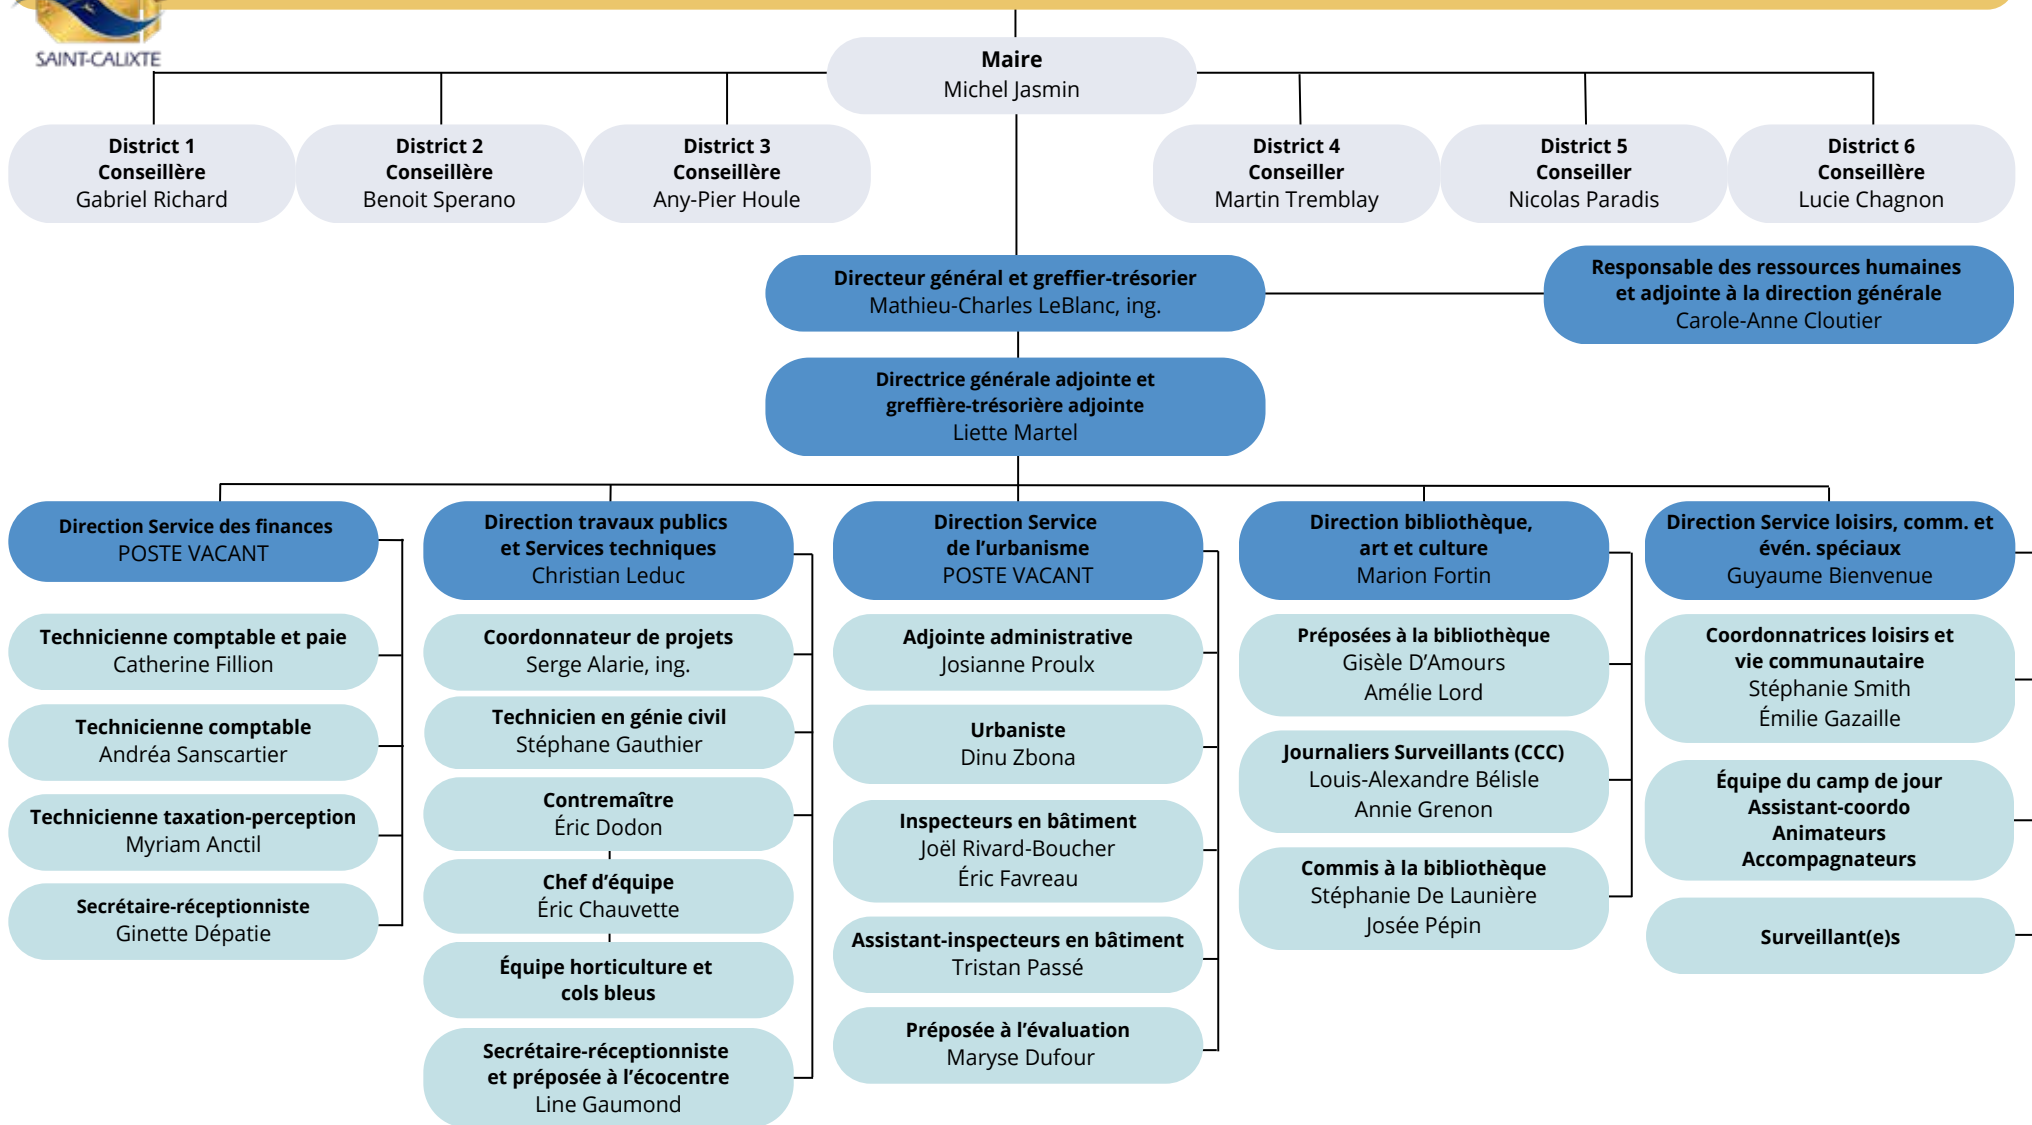 SAINT-CALIXTE
Maire
Michel Jasmin
District 1
Conseillère
Gabriel Richard
District 2
Conseillère
Benoit Sperano
District 3
Conseillère
Any-Pier Houle
District 4
Conseiller
Martin Tremblay
District 5
Conseiller
Nicolas Paradis
District 6
Conseillère
Lucie Chagnon
Directeur général et greffier-trésorier
Mathieu-Charles LeBlanc, ing.
Responsable des ressources humaines
et adjointe à la direction générale
Carole-Anne Cloutier
Directrice générale adjointe et
greffière-trésorière adjointe
Liette Martel
Direction Service des finances
POSTE VACANT
Technicienne comptable et paie
Catherine Fillion
Technicienne comptable
Andréa Sanscartier
Technicienne taxation-perception
Myriam Anctil
Secrétaire-réceptionniste
Ginette Dépatie
Direction travaux publics
et Services techniques
Christian Leduc
Coordonnateur de projets
Serge Alarie, ing.
Technicien en génie civil
Stéphane Gauthier
Contremaître
Éric Dodon
Chef d’équipe
Éric Chauvette
Équipe horticulture et
cols bleus
Secrétaire-réceptionniste
et préposée à l’écocentre
Line Gaumond
Direction Service
de l’urbanisme
POSTE VACANT
Adjointe administrative
Josianne Proulx
Urbaniste
Dinu Zbona
Inspecteurs en bâtiment
Joël Rivard-Boucher
Éric Favreau
Assistant-inspecteurs en bâtiment
Tristan Passé
Préposée à l’évaluation
Maryse Dufour
Direction bibliothèque,
art et culture
Marion Fortin
Préposées à la bibliothèque
Gisèle D’Amours
Amélie Lord
Journaliers Surveillants (CCC)
Louis-Alexandre Bélisle
Annie Grenon
Commis à la bibliothèque
Stéphanie De Launière
Josée Pépin
Direction Service loisirs, comm. et
évén. spéciaux
Guyaume Bienvenue
Coordonnatrices loisirs et
vie communautaire
Stéphanie Smith
Émilie Gazaille
Équipe du camp de jour
Assistant-coordo
Animateurs
Accompagnateurs
Surveillant(e)s